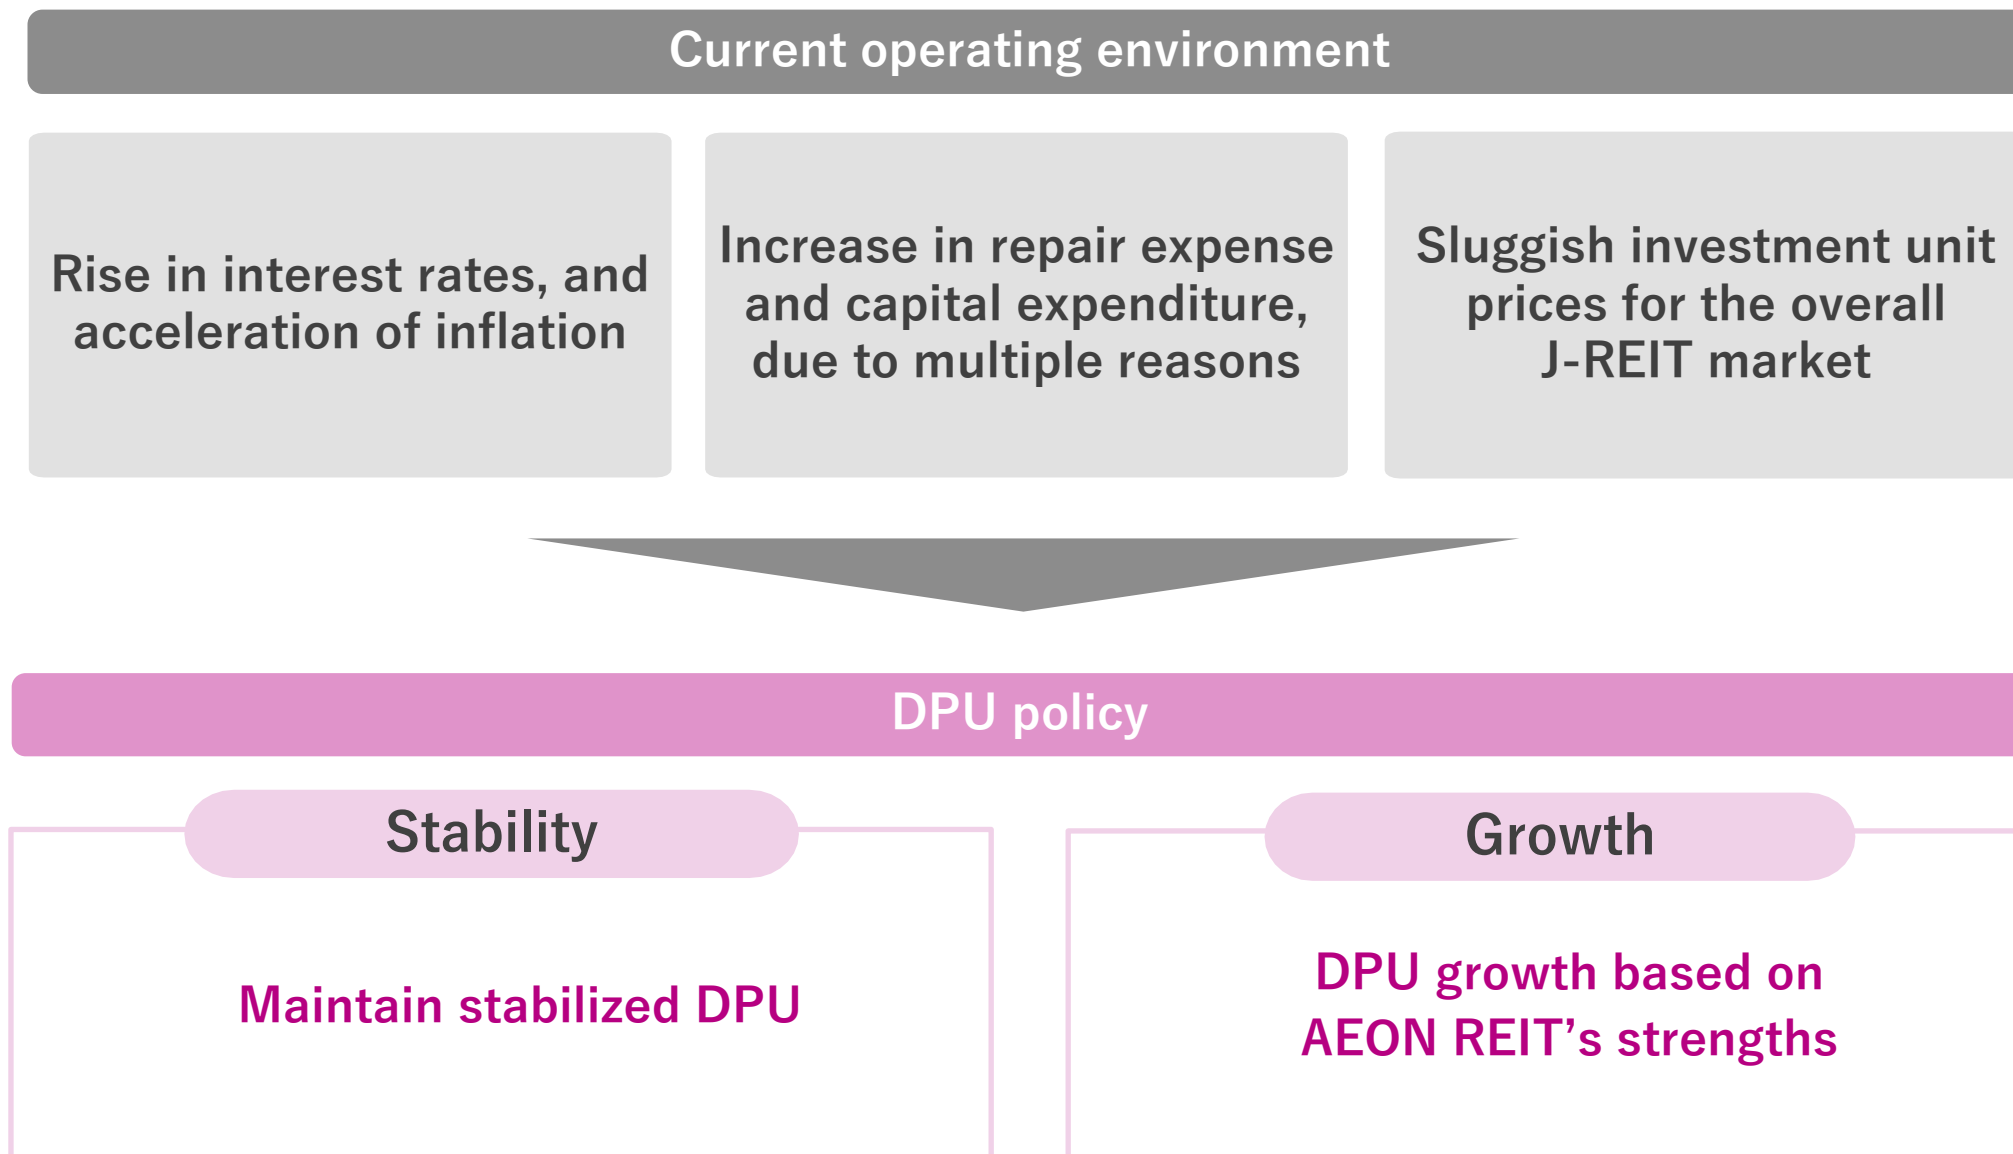 Current operating environment
Rise in interest rates, and
acceleration of inflation
Increase in repair expense
and capital expenditure,
due to multiple reasons
Sluggish investment unit
prices for the overall
J-REIT market
DPU policy
Stability
Maintain stabilized DPU
Growth
DPU growth based on
AEON REIT’s strengths